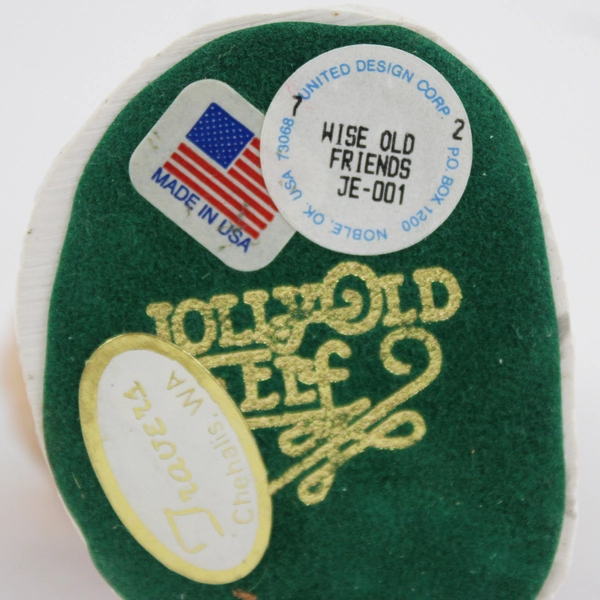 UNITED DESIGN CORP. P.O. BOX 1200 NOBLE, OK USA 73068
7 2
WISE OLD
FRIENDS
JE-001
MADE IN USA
JOLLY OLD
ELF
Travers
Chehalis, WA